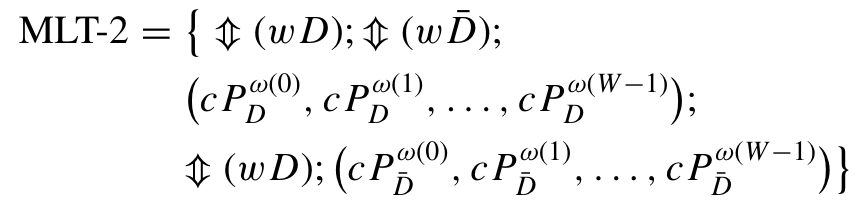 MLT-2 = { ⇕ (wD); ⇕ (wD̄);
(cP_D^{ω(0)}, cP_D^{ω(1)}, . . . , cP_D^{ω(W−1)});
⇕ (wD); (cP_D̄^{ω(0)}, cP_D̄^{ω(1)}, . . . , cP_D̄^{ω(W−1)})}